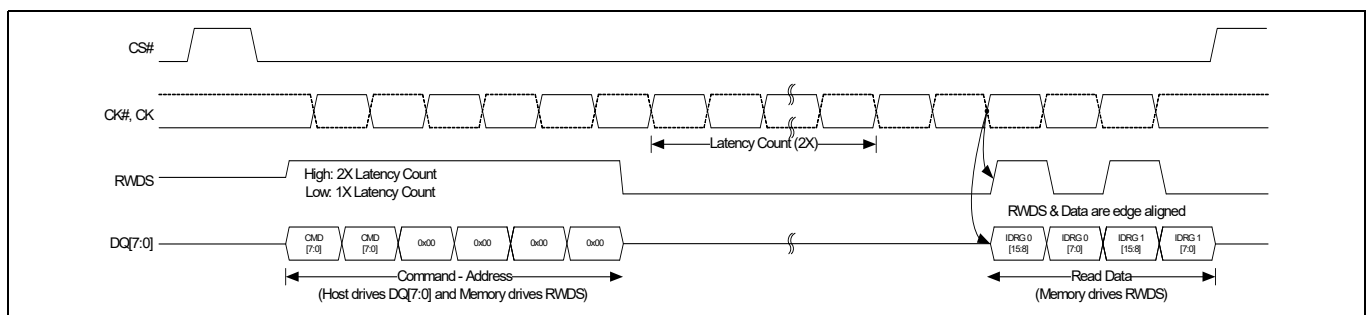 CS#
CK#, CK
Latency Count (2X)
RWDS
High: 2X Latency Count
Low: 1X Latency Count
RWDS & Data are edge aligned
DQ[7:0]
CMD [7:0]
CMD [7:0]
0x00
0x00
0x00
0x00
IDRG 0 [15:8]
IDRG 0 [7:0]
IDRG 1 [15:8]
IDRG 1 [7:0]
Command - Address
(Host drives DQ[7:0] and Memory drives RWDS)
Read Data
(Memory drives RWDS)